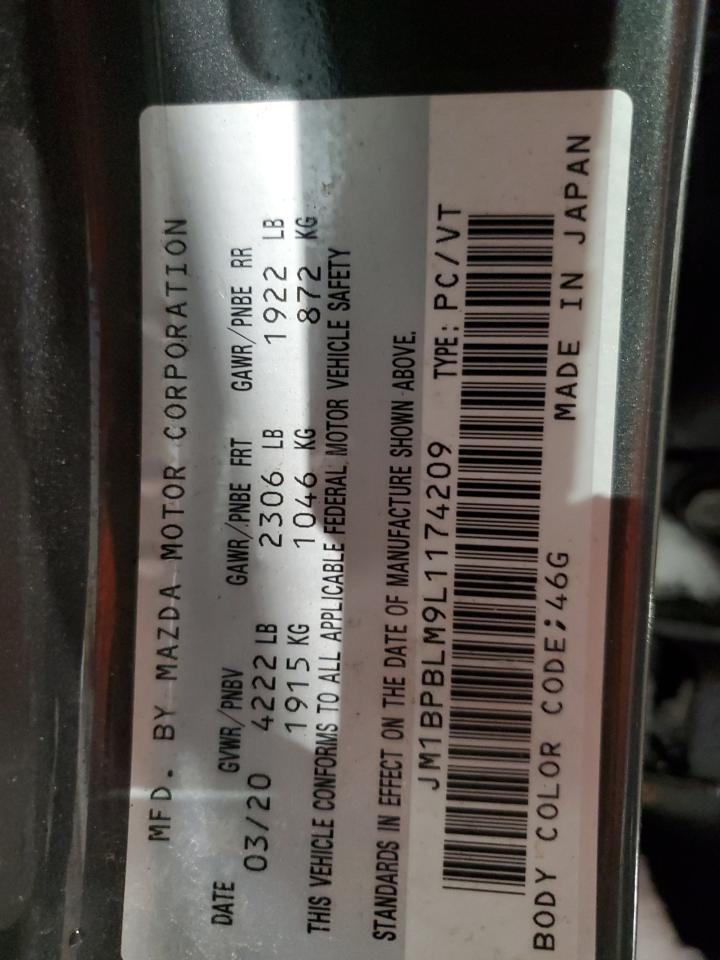 MFD. BY MAZDA MOTOR CORPORATION
DATE GVWR/PNBV GAWR/PNBE FRT GAWR/PNBE RR
03/20 4222 LB 2306 LB 1922 LB
1915 KG 1046 KG 872 KG
THIS VEHICLE CONFORMS TO ALL APPLICABLE FEDERAL MOTOR VEHICLE SAFETY
STANDARDS IN EFFECT ON THE DATE OF MANUFACTURE SHOWN ABOVE.
JM1BPBLM9L1174209 TYPE: PC/VT
BODY COLOR CODE:46G MADE IN JAPAN